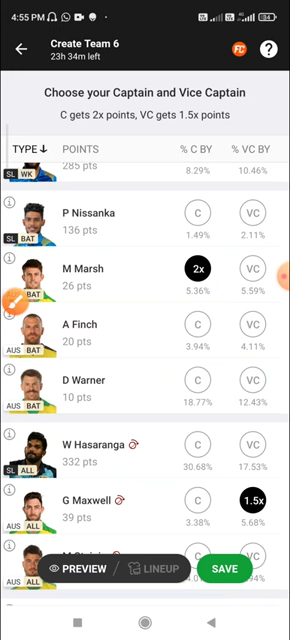 4:55 PM
34
Create Team 6
23h 34m left
FC
?
Choose your Captain and Vice Captain
C gets 2x points, VC gets 1.5x points
TYPE↓ POINTS % C BY % VC BY
285 pts
SL WK 8.29% 10.46%
P Nissanka C VC
136 pts
SL BAT 1.49% 2.11%
M Marsh 2x VC
26 pts
BAT 5.36% 5.59%
A Finch C VC
20 pts
AUS BAT 3.94% 4.11%
D Warner C VC
10 pts
AUS BAT 18.77% 12.43%
W Hasaranga C VC
332 pts
SL ALL 30.68% 17.53%
G Maxwell C 1.5x
39 pts
AUS ALL 3.38% 5.68%
C VC
PREVIEW / LINEUP SAVE
AUS ALL